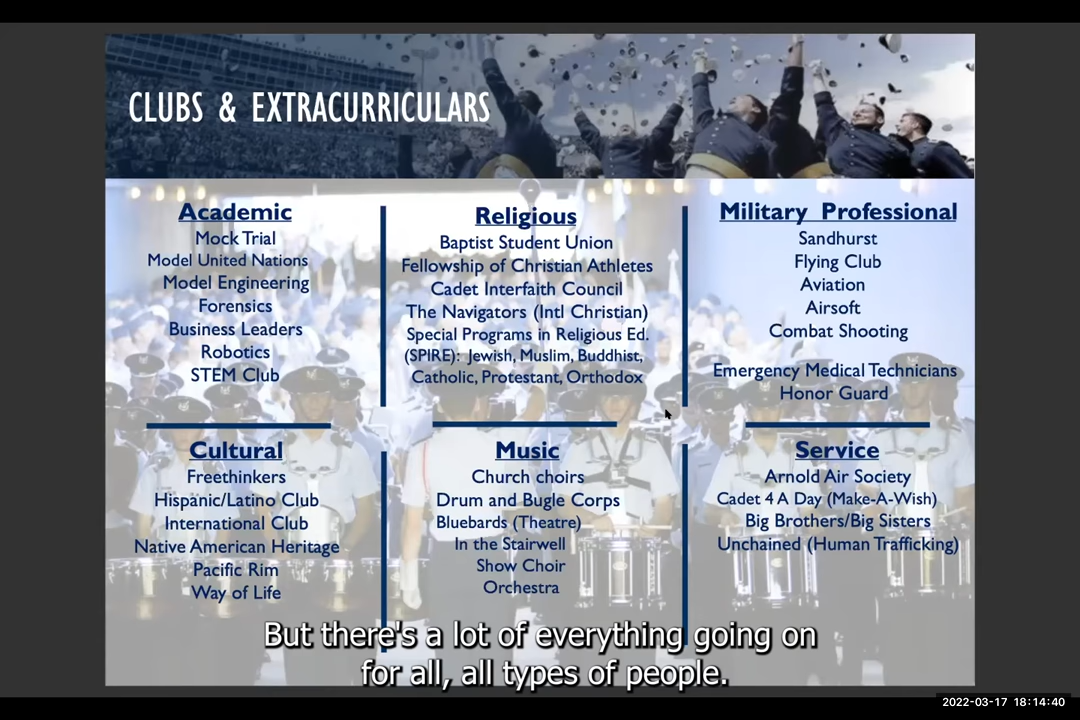 CLUBS & EXTRACURRICULARS
Academic
Mock Trial
Model United Nations
Model Engineering
Forensics
Business Leaders
Robotics
STEM Club
Religious
Baptist Student Union
Fellowship of Christian Athletes
Cadet Interfaith Council
The Navigators (Intl Christian)
Special Programs in Religious Ed.
(SPIRE): Jewish, Muslim, Buddhist,
Catholic, Protestant, Orthodox
Military Professional
Sandhurst
Flying Club
Aviation
Airsoft
Combat Shooting
Emergency Medical Technicians
Honor Guard
Cultural
Freethinkers
Hispanic/Latino Club
International Club
Native American Heritage
Pacific Rim
Way of Life
Music
Church choirs
Drum and Bugle Corps
Bluebards (Theatre)
In the Stairwell
Show Choir
Orchestra
Service
Arnold Air Society
Cadet 4 A Day (Make-A-Wish)
Big Brothers/Big Sisters
Unchained (Human Trafficking)
But there's a lot of everything going on
for all, all types of people.
2022-03-17 18:14:40